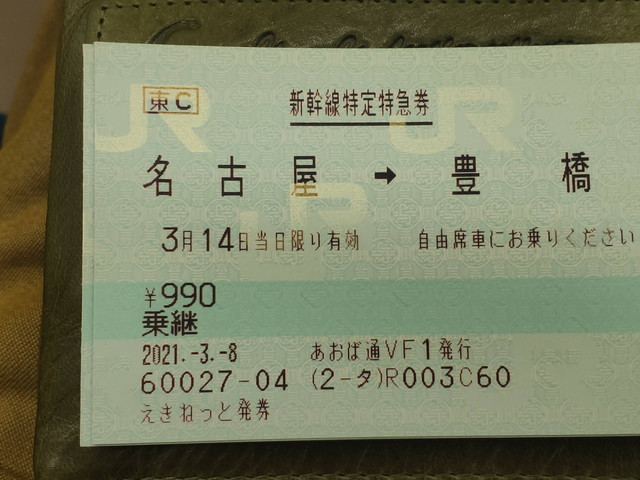 東C 新幹線特定特急券
名古屋 → 豊橋
3月14日当日限り有効 自由席車にお乗りください
¥990
乗継
2021.-3.-8 あおば通VF1発行
60027-04 (2-タ)R003C60
えきねっと発券